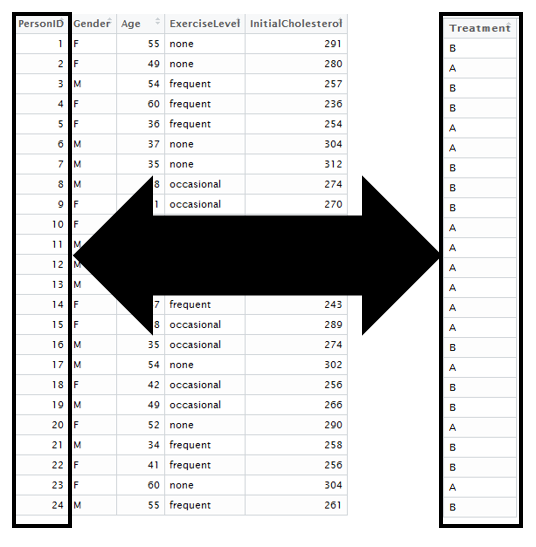 PersonID Gender Age ExerciseLevel InitialCholesterol Treatment
1 F 55 none 291 B
2 F 49 none 280 A
3 M 54 frequent 257 B
4 F 60 frequent 236 B
5 F 36 frequent 254 A
6 M 37 none 304 A
7 M 35 none 312 B
8 M 8 occasional 274 B
9 F 1 occasional 270 B
10 F A
11 M A
12 M A
13 M A
14 F 7 frequent 243 A
15 F 8 occasional 289 A
16 M 35 occasional 274 B
17 M 54 none 302 A
18 F 42 occasional 256 B
19 M 49 occasional 266 B
20 F 52 none 290 A
21 M 34 frequent 258 B
22 F 41 frequent 256 B
23 F 60 none 304 A
24 M 55 frequent 261 B